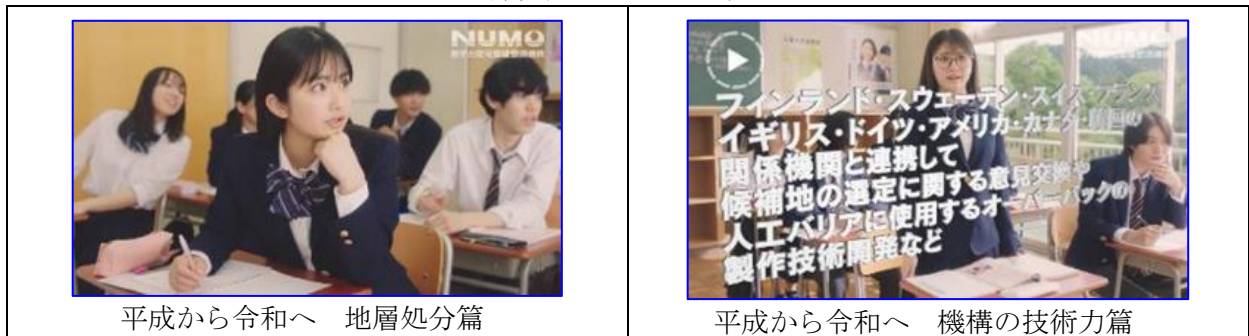 NUMO
平成から令和へ　地層処分篇
NUMO
フィンランド・スウェーデン・スイス・フランス
イギリス・ドイツ・アメリカ・カナダ・韓国の
関係機関と連携して
候補地の選定に関する意見交換や
人工バリアに使用するオーバーパックの
製作技術開発など
平成から令和へ　機構の技術力篇